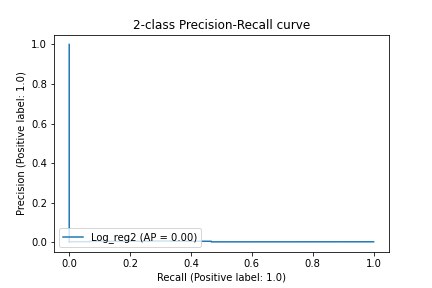 2-class Precision-Recall curve
Precision (Positive label: 1.0)
1.0
0.8
0.6
0.4
0.2
0.0
Log_reg2 (AP = 0.00)
0.0 0.2 0.4 0.6 0.8 1.0
Recall (Positive label: 1.0)